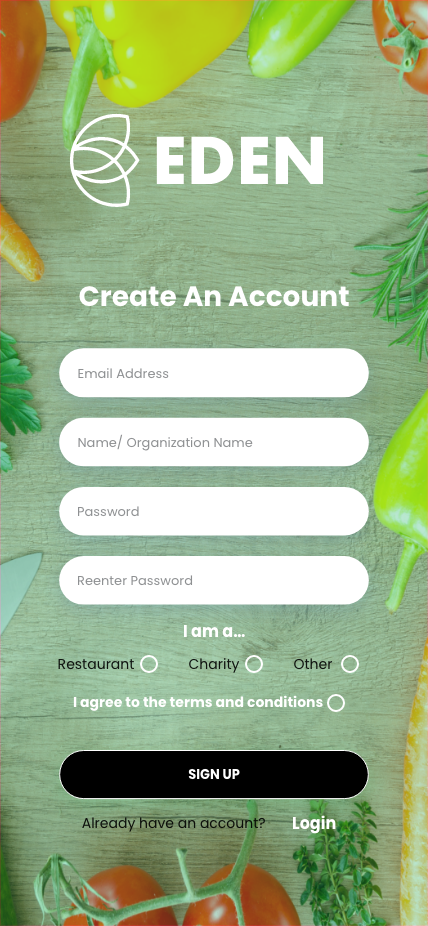 EDEN
Create An Account
Email Address
Name/ Organization Name
Password
Reenter Password
I am a...
Restaurant Charity Other
I agree to the terms and conditions
SIGN UP
Already have an account? Login